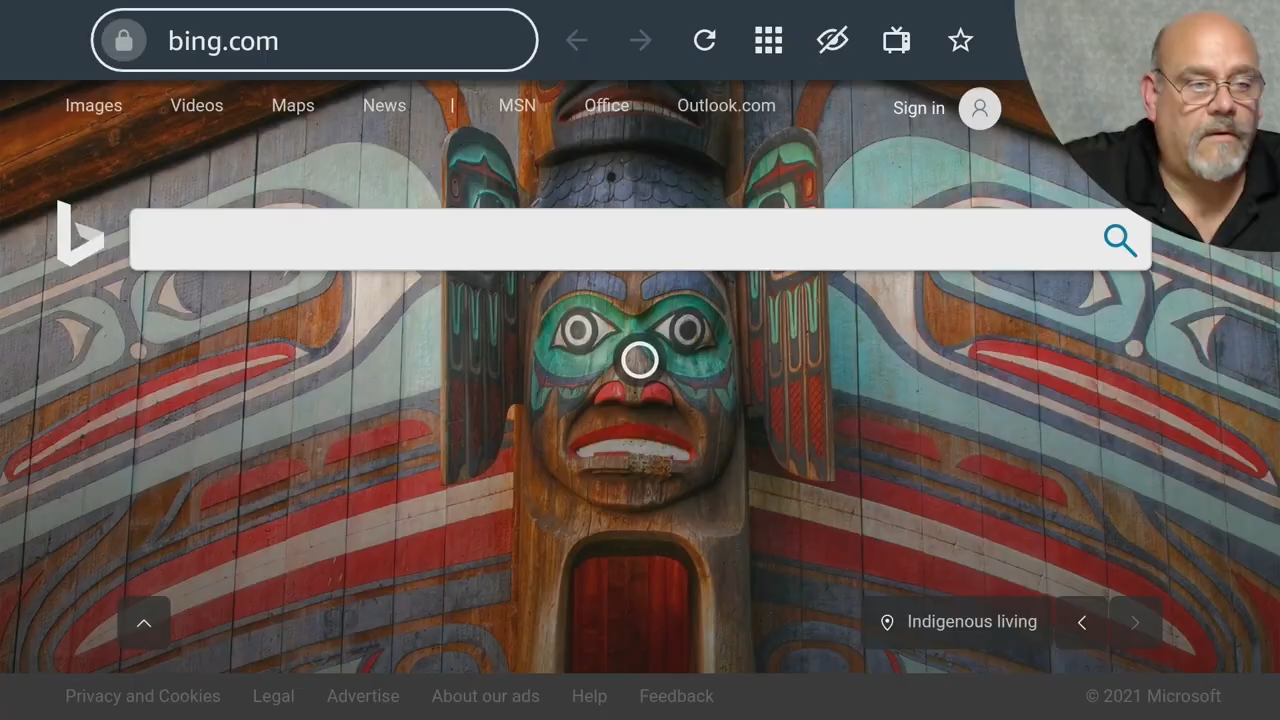 bing.com
Images Videos Maps News | MSN Office Outlook.com Sign in
Indigenous living
Privacy and Cookies Legal Advertise About our ads Help Feedback © 2021 Microsoft